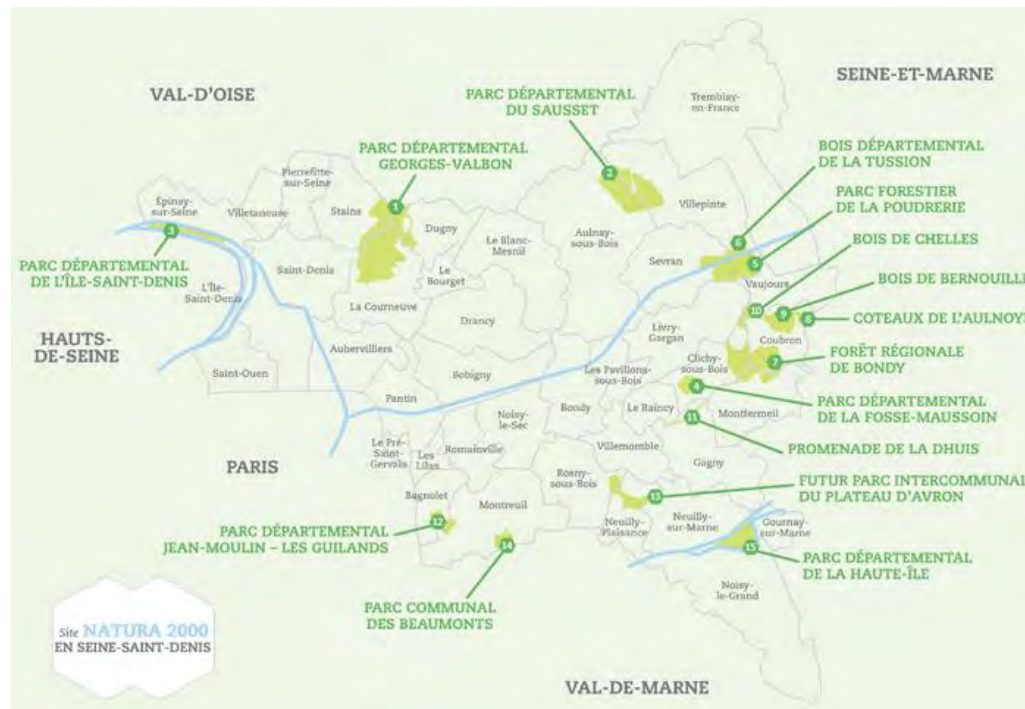 VAL-D'OISE
SEINE-ET-MARNE
PARC DÉPARTEMENTAL
DU SAUSSET
Tremblay-
en-France
PARC DÉPARTEMENTAL
GEORGES-VALBON
BOIS DÉPARTEMENTAL
DE LA TUSSION
Pierrefitte-
sur-Seine
2
PARC FORESTIER
DE LA POUDRERIE
Épinay-
sur-Seine
Villetaneuse
Stains
1
Dugny
Villepinte
3
Le Blanc-
Mesnil
Aulnay-
sous-Bois
6
BOIS DE CHELLES
PARC DÉPARTEMENTAL
DE L'ÎLE-SAINT-DENIS
Saint-Denis
Le
Bourget
Sevran
5
Vaujours
BOIS DE BERNOUILLE
L'Île-
Saint-Denis
La Courneuve
10
9
8
COTEAUX DE L'AULNOYE
HAUTS-
DE-SEINE
Drancy
Livry-
Gargan
Coubron
Aubervilliers
Clichy-
sous-Bois
7
FORÊT RÉGIONALE
DE BONDY
Saint-Ouen
Bobigny
Les Pavillons-
sous-Bois
4
Pantin
Noisy-
le-Sec
Bondy
Le Raincy
Montfermeil
PARC DÉPARTEMENTAL
DE LA FOSSE-MAUSSOIN
11
Le Pré-
Saint-
Gervais
Les
Lilas
Romainville
Villemomble
PROMENADE DE LA DHUIS
PARIS
Rosny-
sous-Bois
Gagny
FUTUR PARC INTERCOMMUNAL
DU PLATEAU D'AVRON
Bagnolet
Montreuil
13
12
Neuilly-
Plaisance
Neuilly-
sur-Marne
Gournay-
sur-Marne
PARC DÉPARTEMENTAL
JEAN-MOULIN – LES GUILANDS
14
15
PARC DÉPARTEMENTAL
DE LA HAUTE-ÎLE
Noisy-
le-Grand
PARC COMMUNAL
DES BEAUMONTS
Site NATURA 2000
EN SEINE-SAINT-DENIS
VAL-DE-MARNE